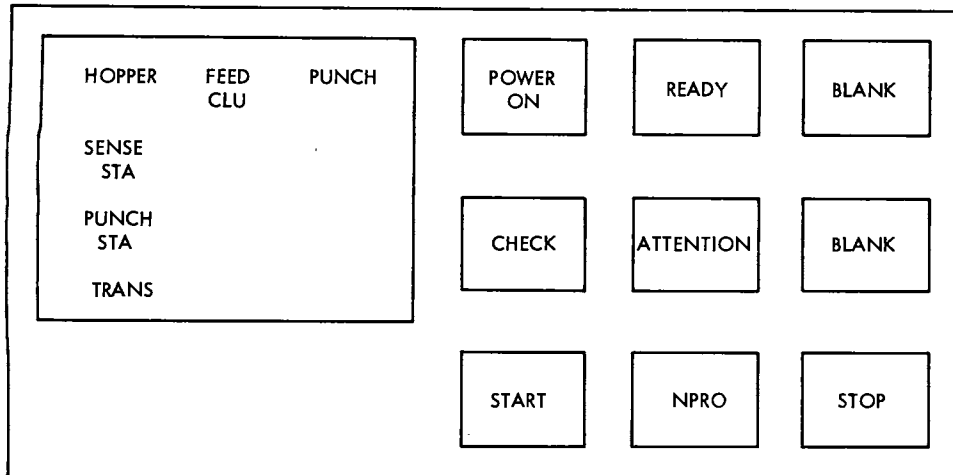 HOPPER FEED CLU PUNCH
SENSE STA
PUNCH STA
TRANS
POWER ON
READY
BLANK
CHECK
ATTENTION
BLANK
START
NPRO
STOP